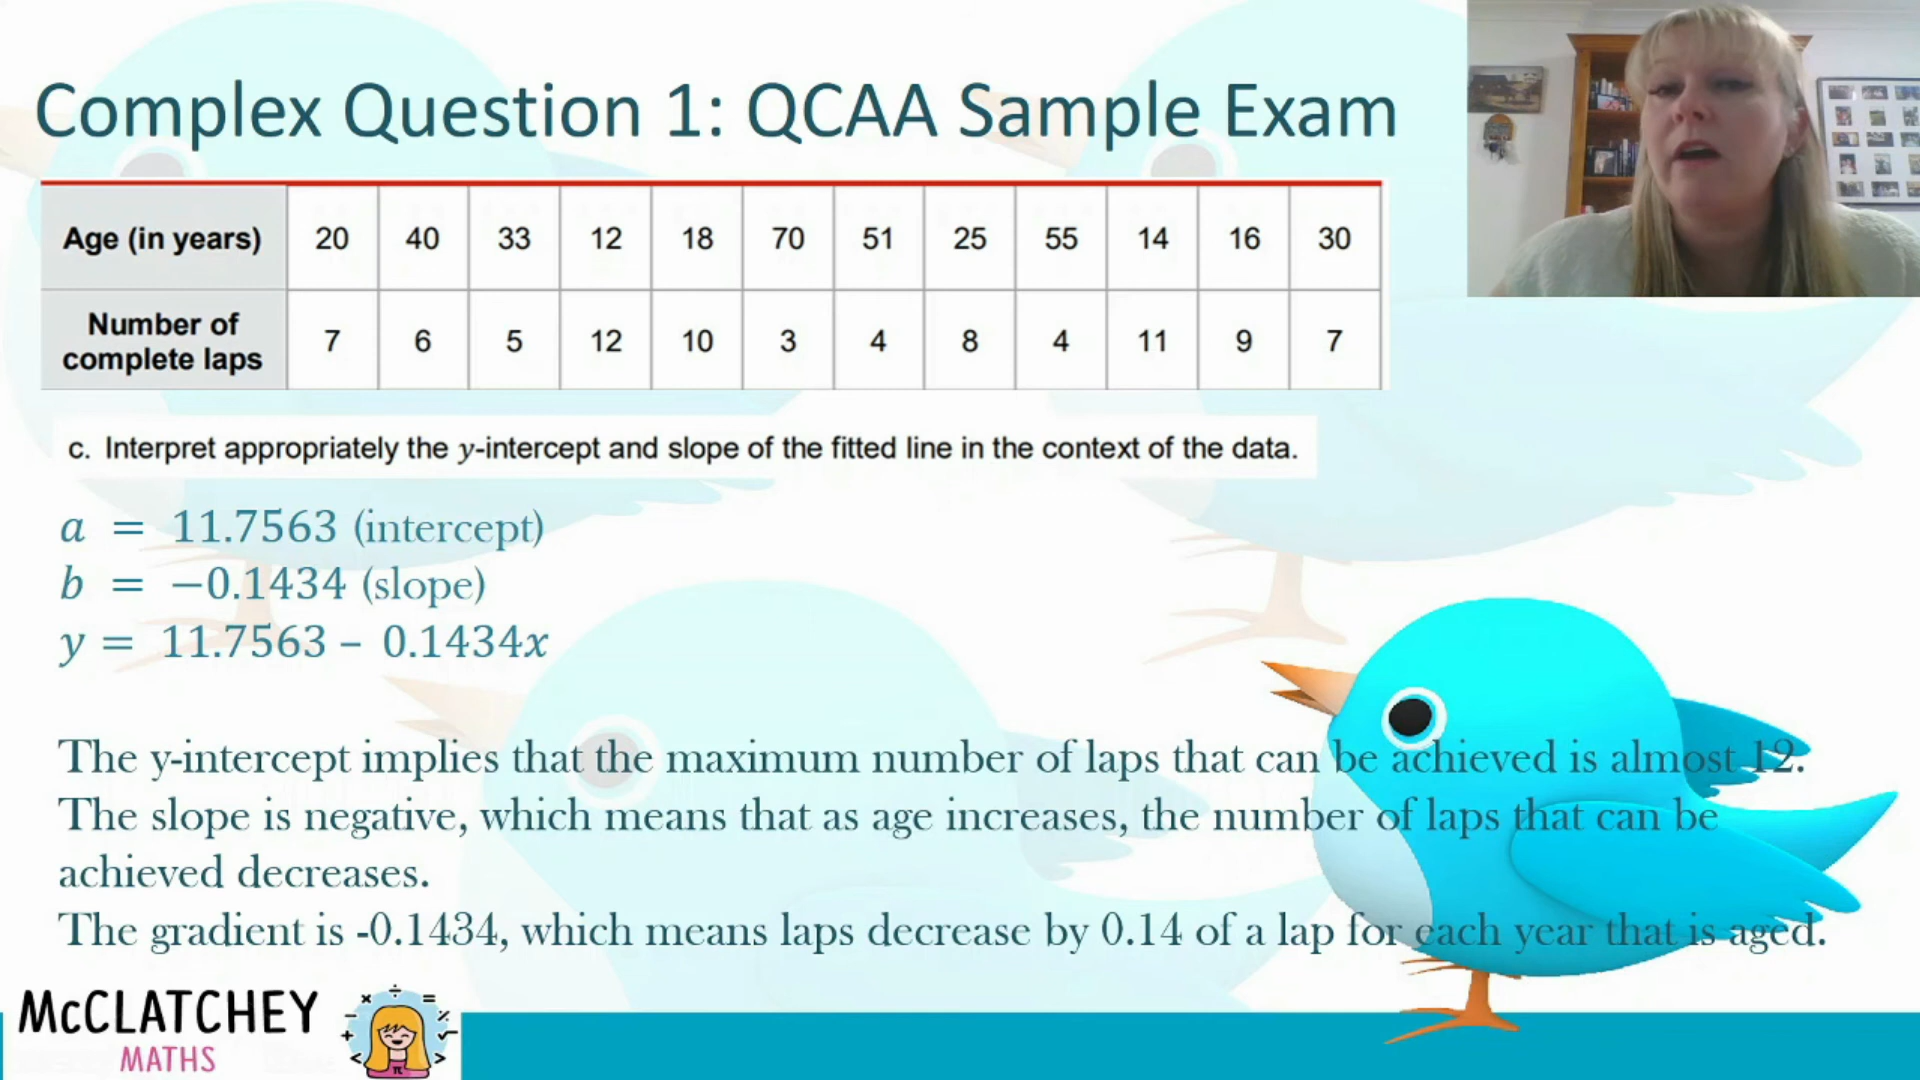 Complex Question 1: QCAA Sample Exam
Age (in years) 20 40 33 12 18 70 51 25 55 14 16 30
Number of complete laps 7 6 5 12 10 3 4 8 4 11 9 7
c. Interpret appropriately the y-intercept and slope of the fitted line in the context of the data.
a = 11.7563 (intercept)
b = −0.1434 (slope)
y = 11.7563 – 0.1434x
The y-intercept implies that the maximum number of laps that can be achieved is almost 12.
The slope is negative, which means that as age increases, the number of laps that can be
achieved decreases.
The gradient is -0.1434, which means laps decrease by 0.14 of a lap for each year that is aged.
McCLATCHEY
MATHS